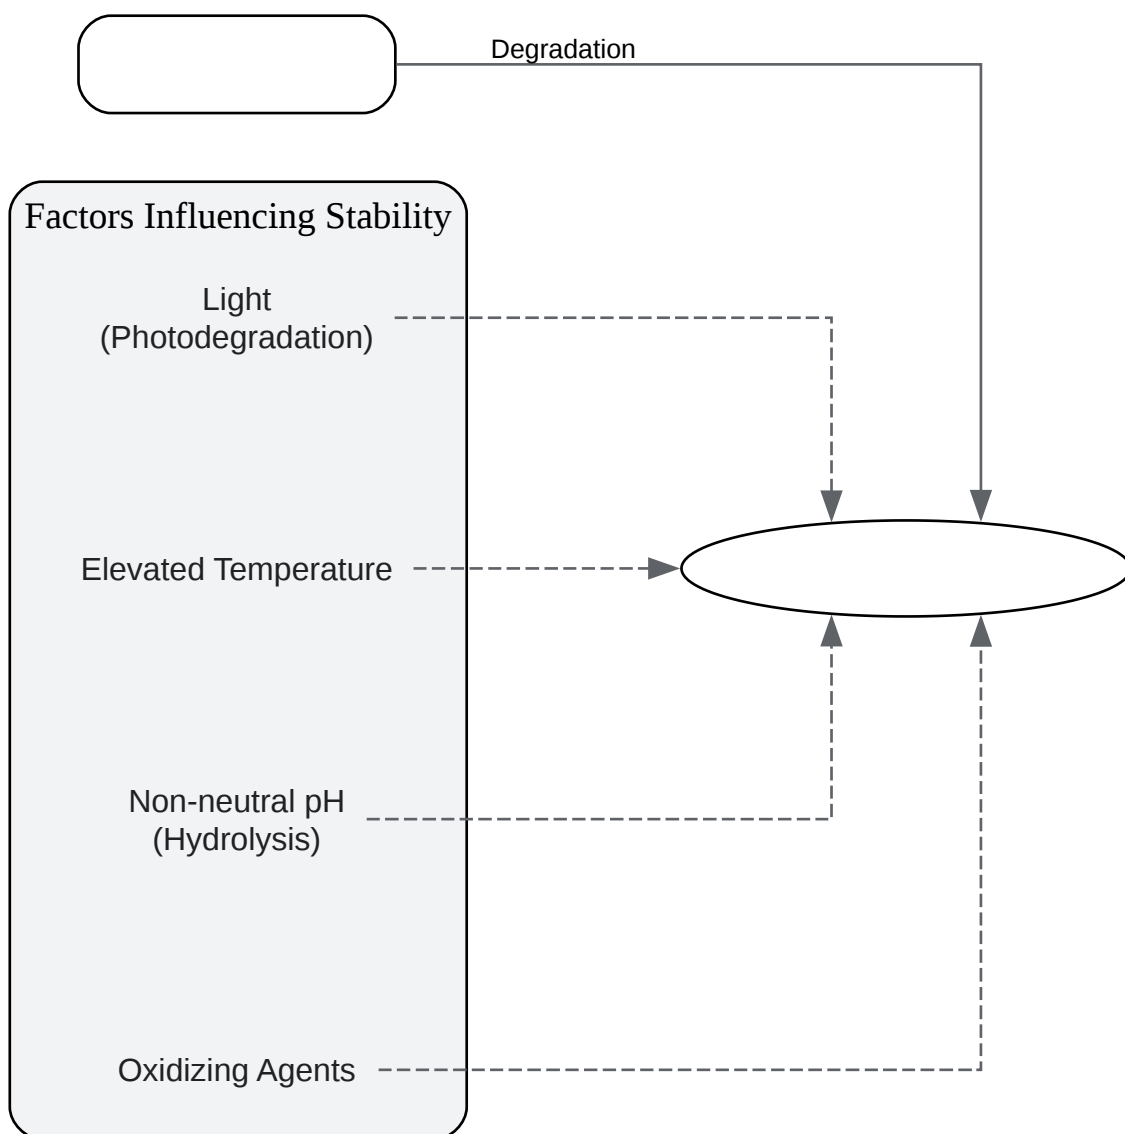 Degradation
Factors Influencing Stability
Light
(Photodegradation)
Elevated Temperature
Non-neutral pH
(Hydrolysis)
Oxidizing Agents